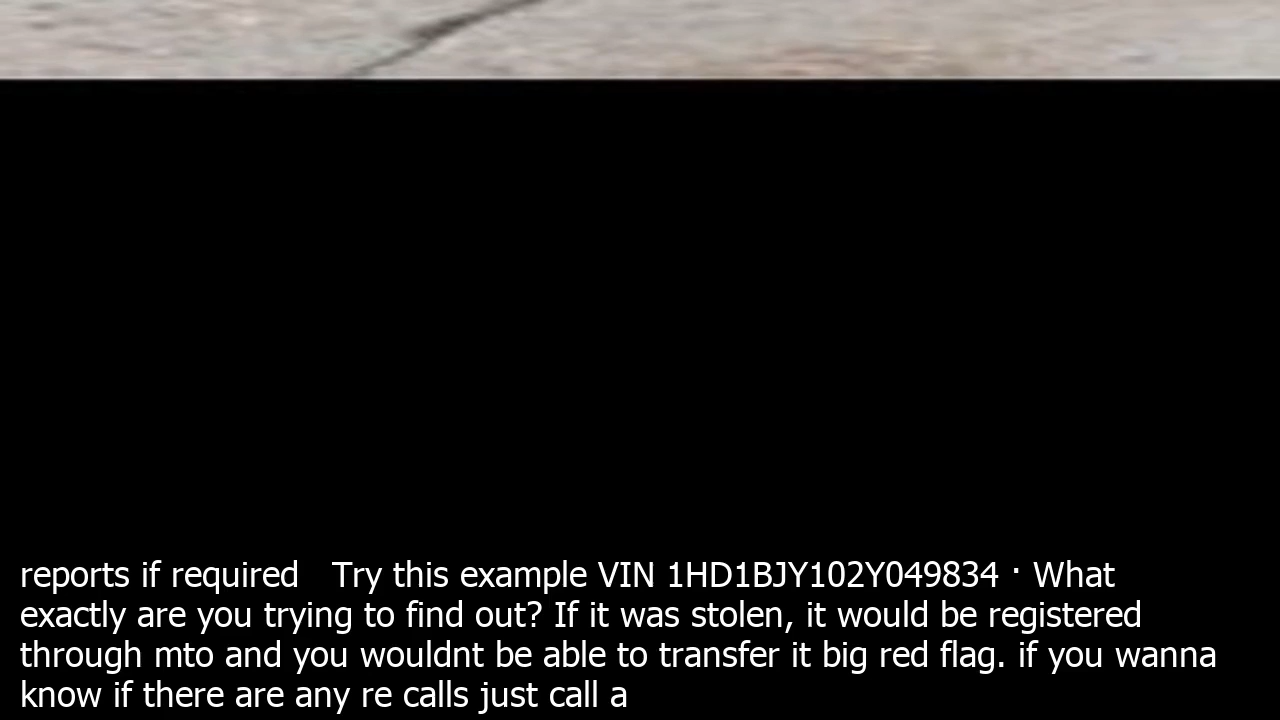 reports if required   Try this example VIN 1HD1BJY102Y049834 · What
exactly are you trying to find out? If it was stolen, it would be registered
through mto and you wouldnt be able to transfer it big red flag. if you wanna
know if there are any re calls just call a